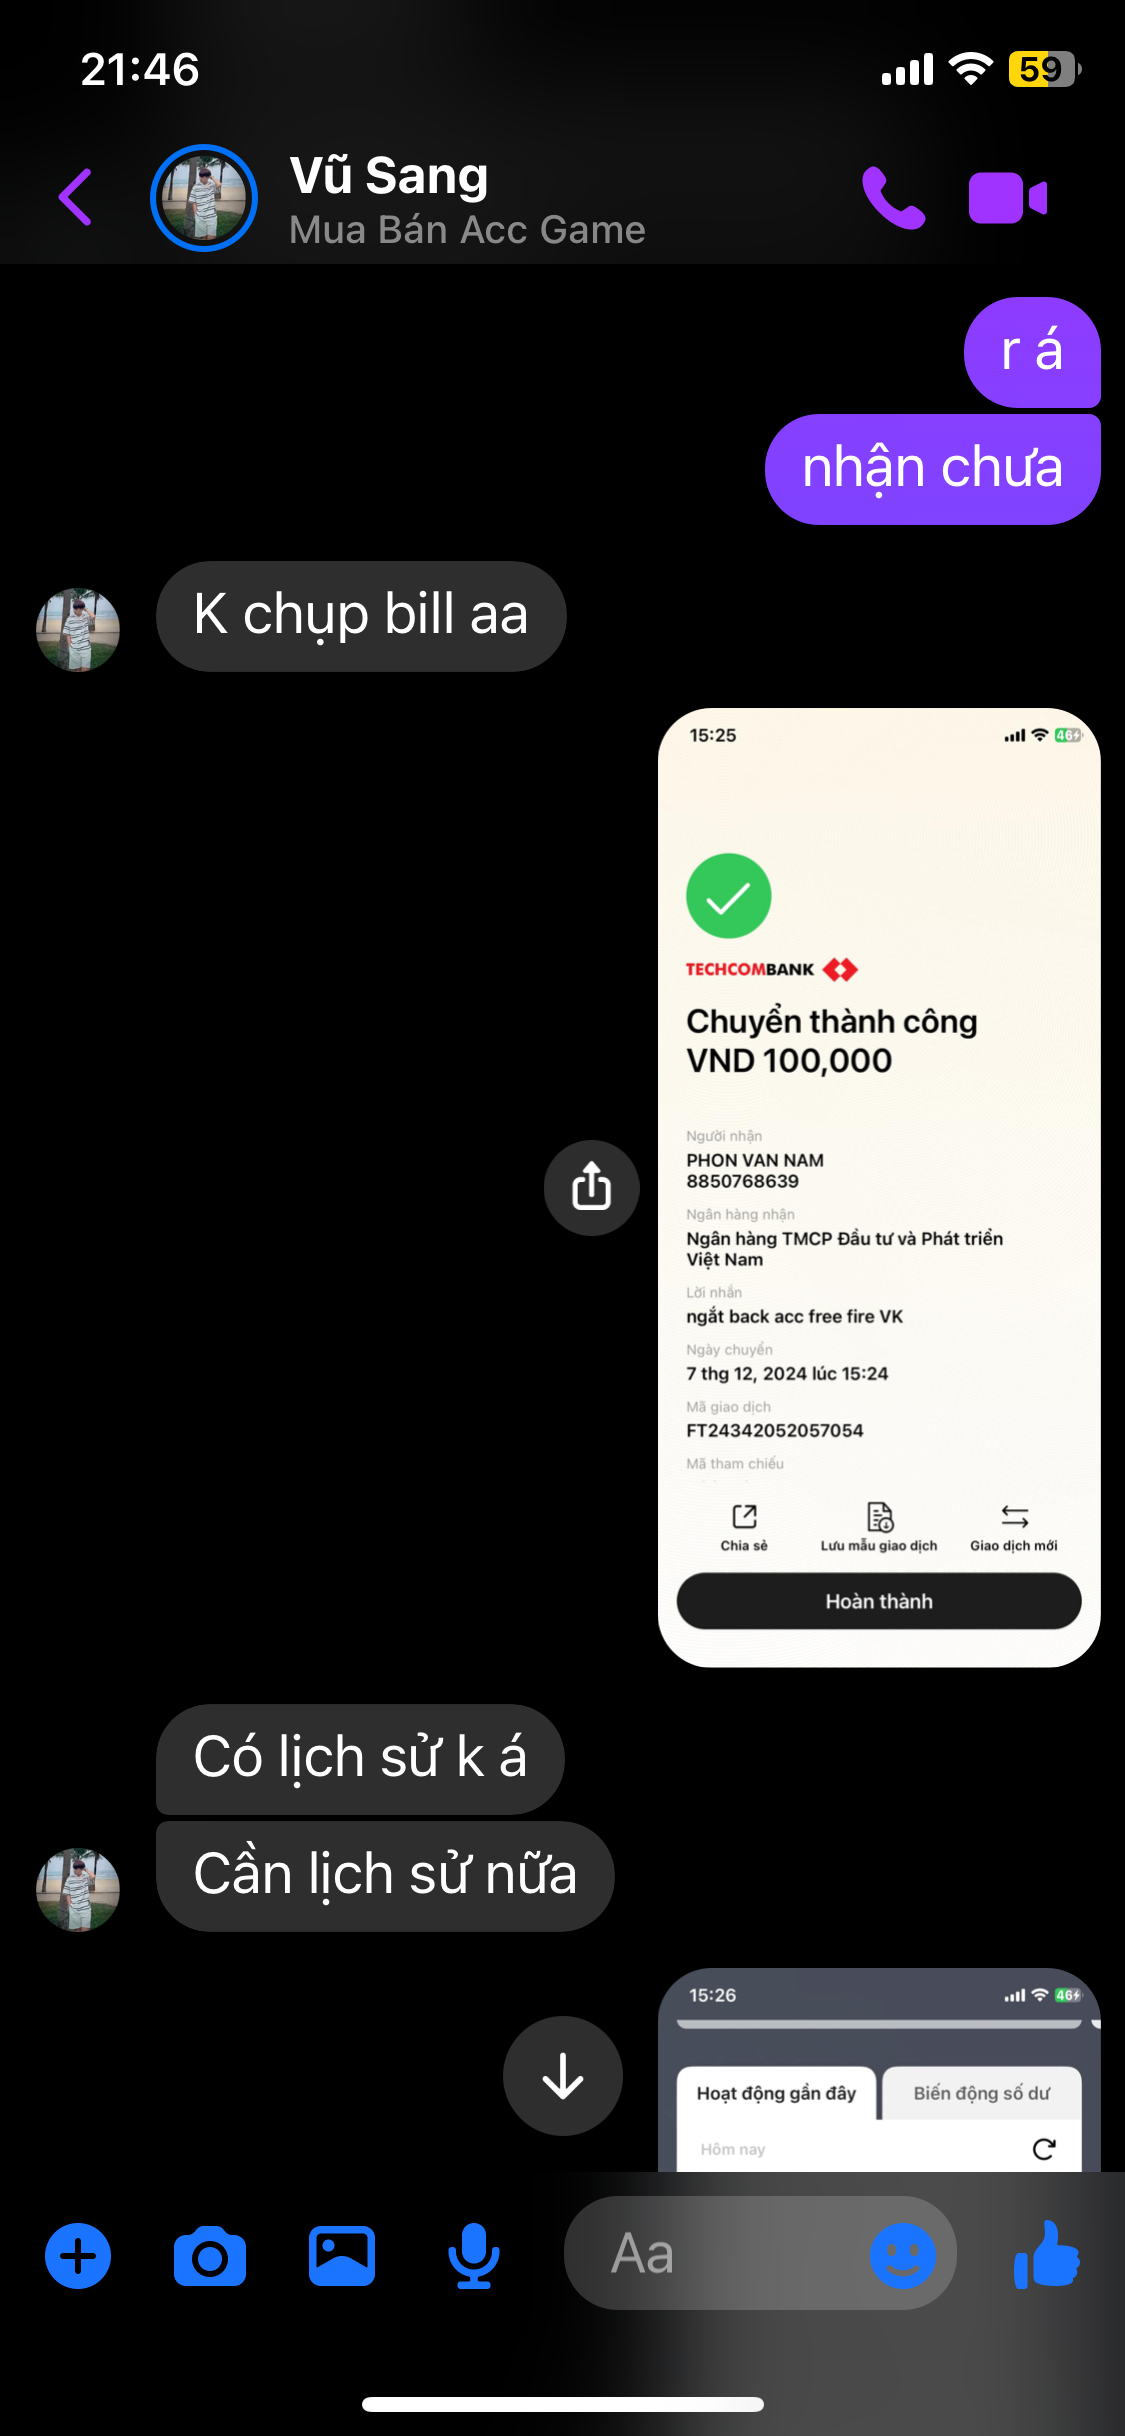 21:46
59
Vũ Sang
Mua Bán Acc Game
r á
nhận chưa
K chụp bill aa
15:25
46
TECHCOMBANK
Chuyển thành công
VND 100,000
Người nhận
PHON VAN NAM
8850768639
Ngân hàng nhận
Ngân hàng TMCP Đầu tư và Phát triển
Việt Nam
Lời nhắn
ngắt back acc free fire VK
Ngày chuyển
7 thg 12, 2024 lúc 15:24
Mã giao dịch
FT24342052057054
Mã tham chiếu
Chia sẻ
Lưu mẫu giao dịch
Giao dịch mới
Hoàn thành
Có lịch sử k á
Cần lịch sử nữa
15:26
46
Hoạt động gần đây
Biến động số dư
Hôm nay
Aa